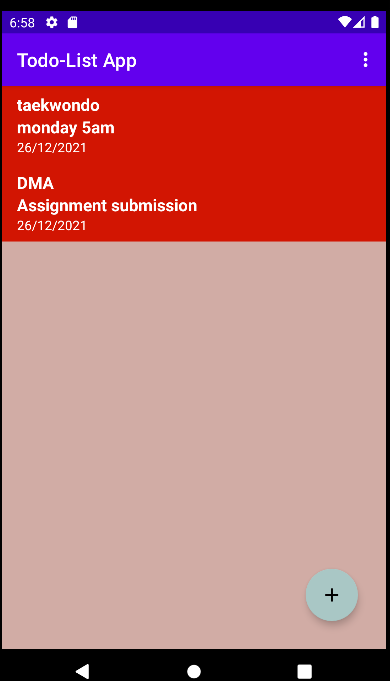 6:58
Todo-List App
taekwondo
monday 5am
26/12/2021
DMA
Assignment submission
26/12/2021
+